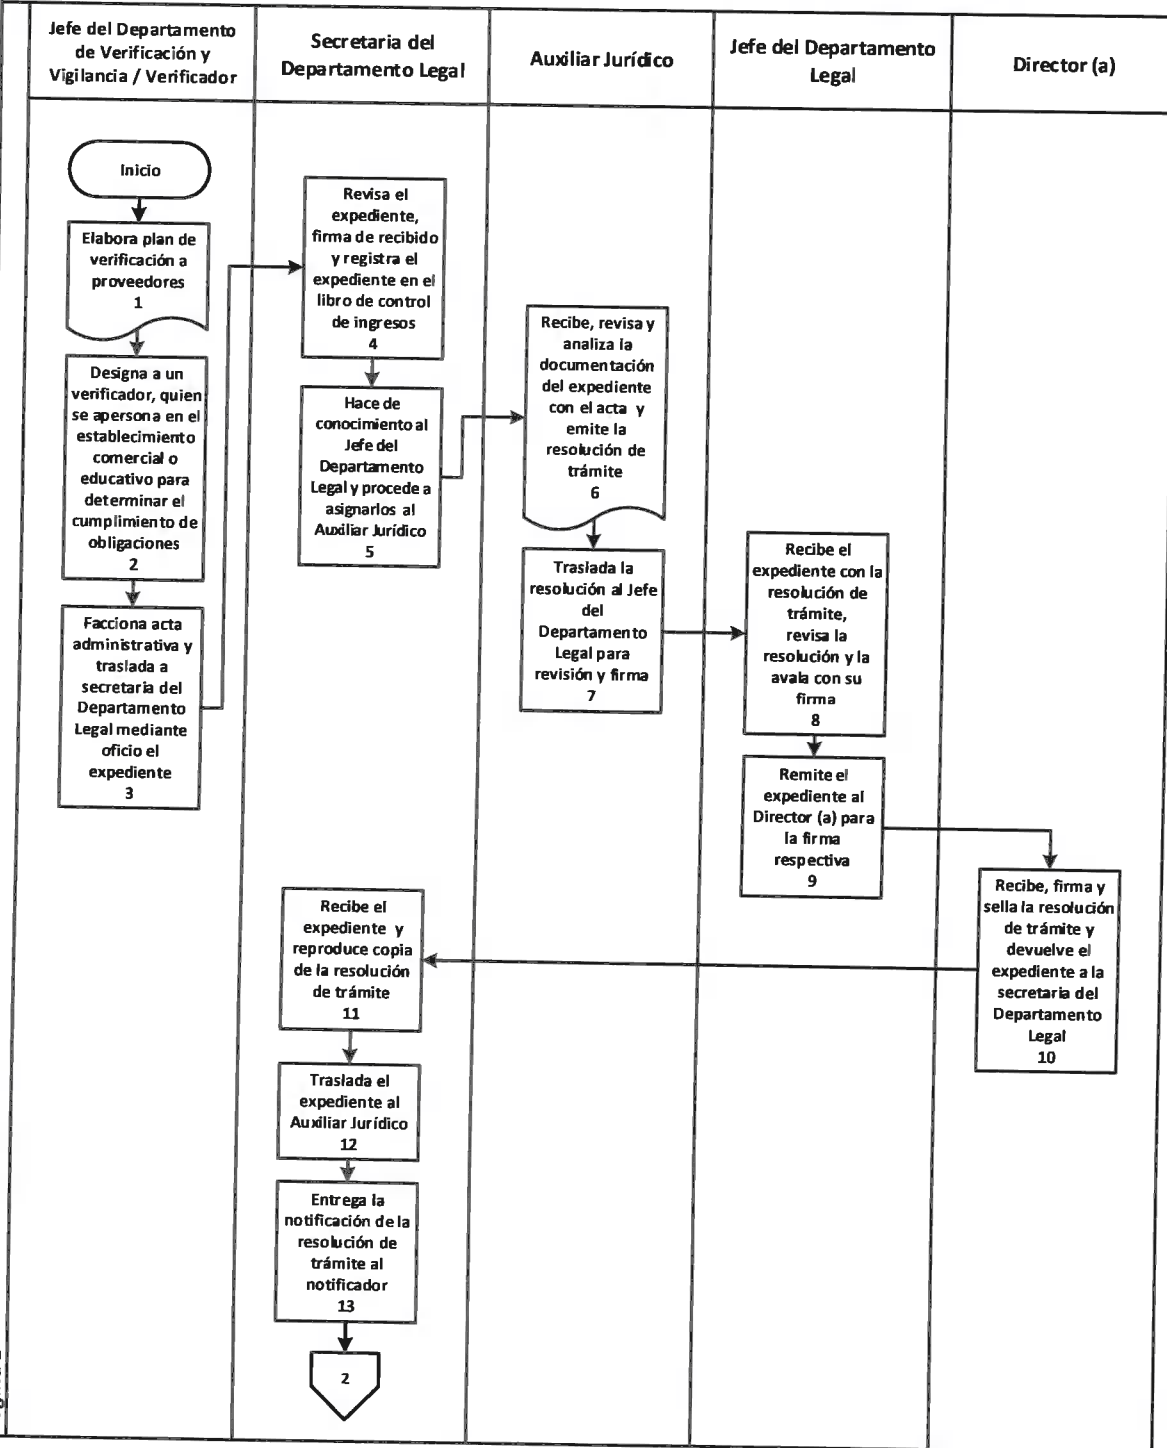 Jefe del Departamento
de Verificación y
Vigilancia / Verificador
Secretaria del
Departamento Legal
Auxiliar Jurídico
Jefe del Departamento
Legal
Director (a)
Inicio
Elabora plan de
verificación a
proveedores
1
Designa a un
verificador, quien
se apersona en el
establecimiento
comercial o
educativo para
determinar el
cumplimiento de
obligaciones
2
Facciona acta
administrativa y
traslada a
secretaria del
Departamento
Legal mediante
oficio el
expediente
3
Revisa el
expediente,
firma de recibido
y registra el
expediente en el
libro de control
de ingresos
4
Hace de
conocimiento al
Jefe del
Departamento
Legal y procede a
asignarlos al
Auxiliar Jurídico
5
Recibe, revisa y
analiza la
documentación
del expediente
con el acta y
emite la
resolución de
trámite
6
Traslada la
resolución al Jefe
del
Departamento
Legal para
revisión y firma
7
Recibe el
expediente con la
resolución de
trámite,
revisa la
resolución y la
avala con su
firma
8
Remite el
expediente al
Director (a) para
la firma
respectiva
9
Recibe, firma y
sella la resolución
de trámite y
devuelve el
expediente a la
secretaria del
Departamento
Legal
10
Recibe el
expediente y
reproduce copia
de la resolución
de trámite
11
Traslada el
expediente al
Auxiliar Jurídico
12
Entrega la
notificación de la
resolución de
trámite al
notificador
13
2